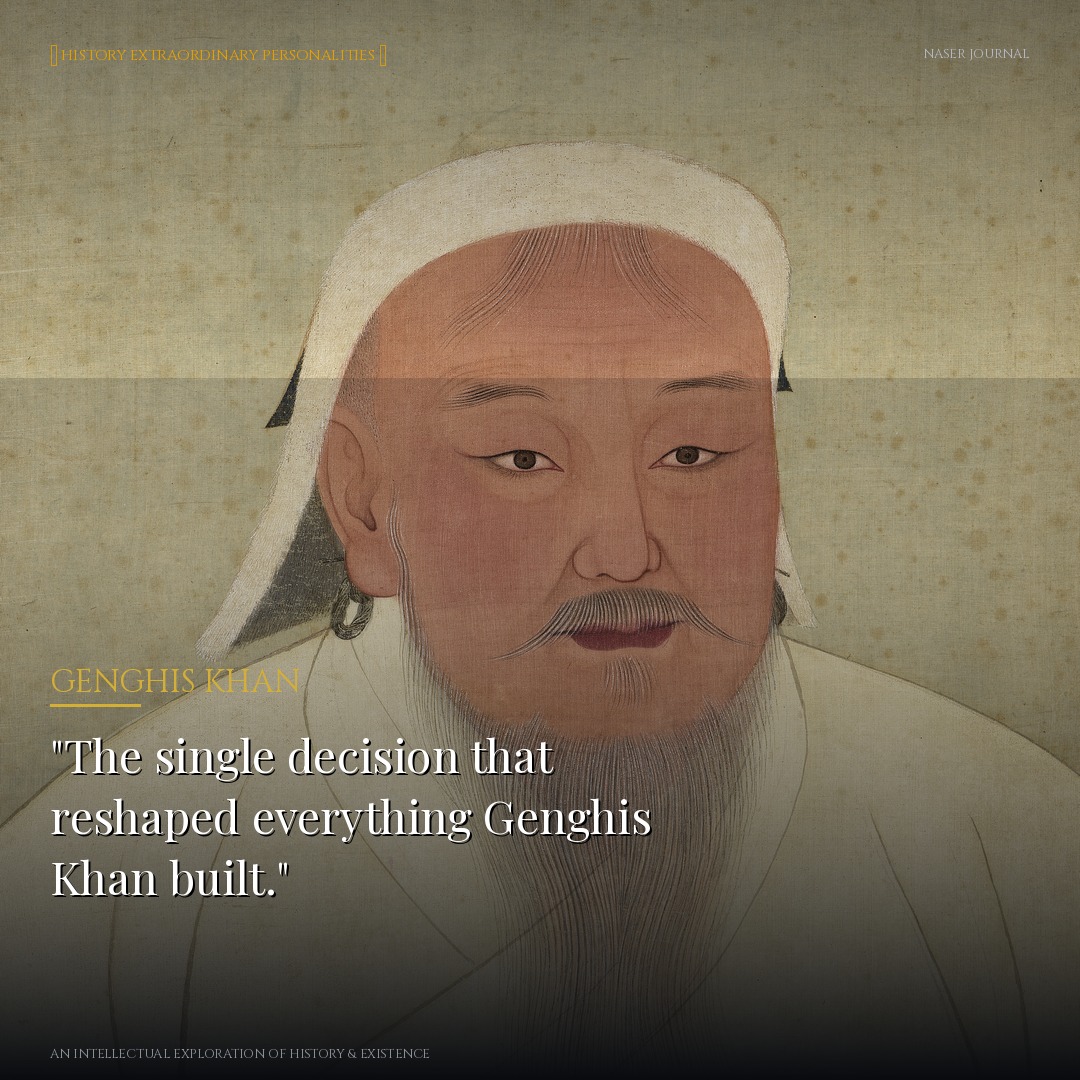 HISTORY EXTRAORDINARY PERSONALITIES
NASER JOURNAL
GENGHIS KHAN
"The single decision that
reshaped everything Genghis
Khan built."
AN INTELLECTUAL EXPLORATION OF HISTORY & EXISTENCE